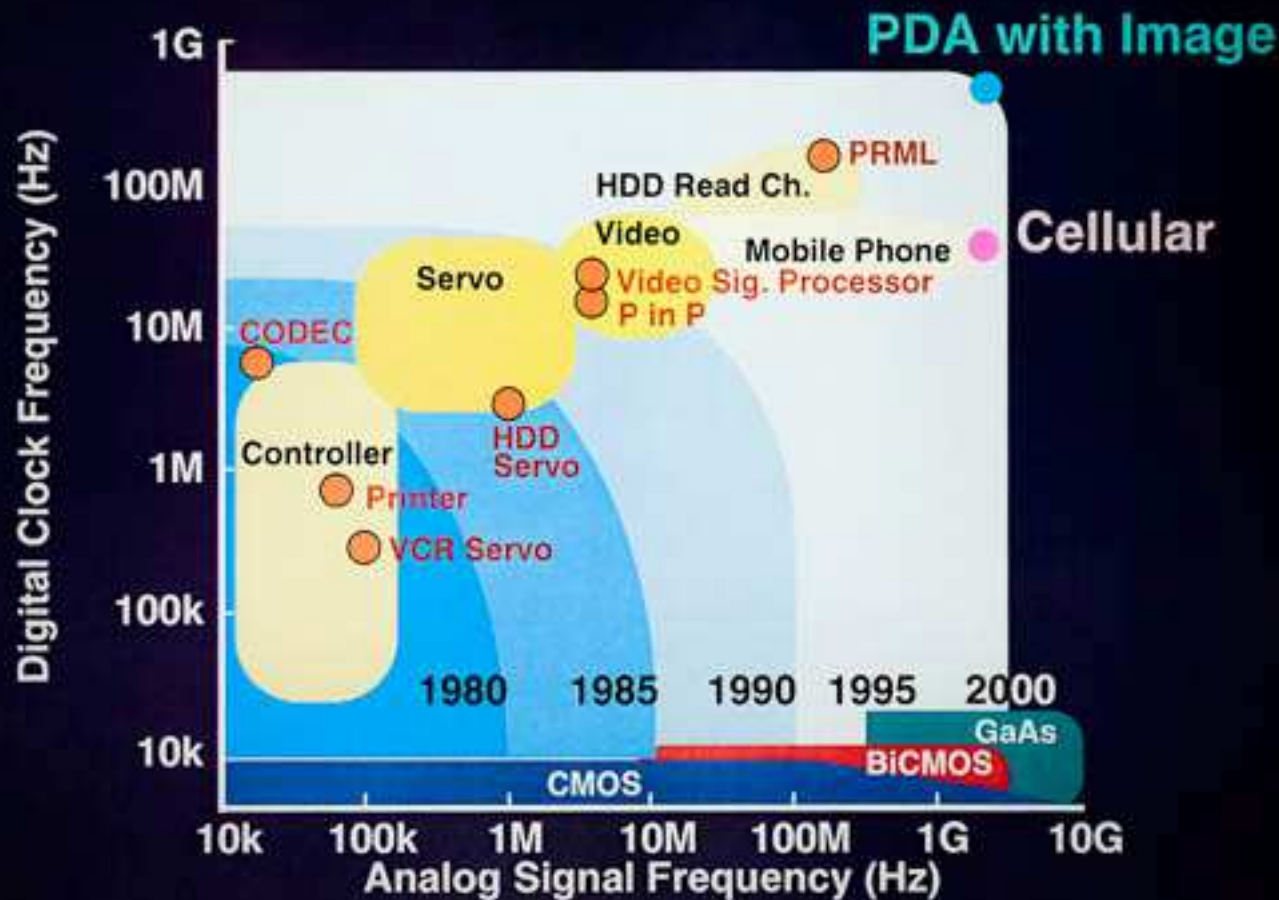 PDA with Image
1G
100M
10M
1M
100k
10k
Digital Clock Frequency (Hz)
PRML
HDD Read Ch.
Video
Cellular
Mobile Phone
Servo
Video Sig. Processor
P in P
CODEC
HDD
Servo
Controller
Printer
VCR Servo
1980 1985 1990 1995 2000
GaAs
BiCMOS
CMOS
10k 100k 1M 10M 100M 1G 10G
Analog Signal Frequency (Hz)